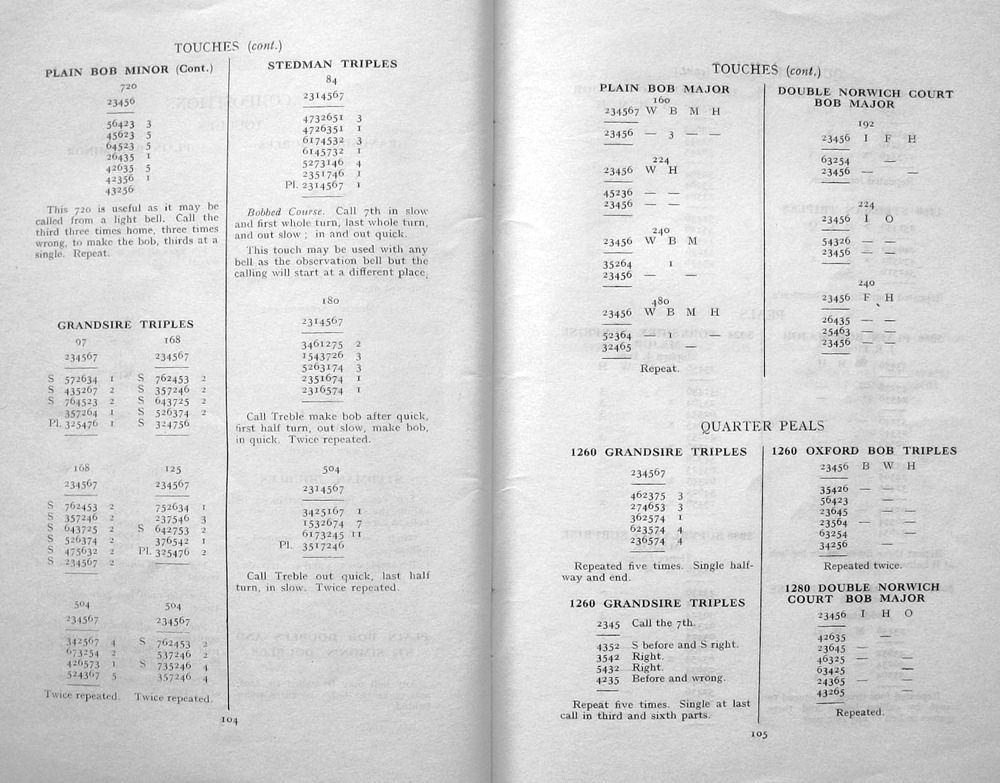 TOUCHES (cont.)
PLAIN BOB MINOR (Cont.)
720
23456
56423 3
45623 5
64523 5
26435 1
42635 5
42356 1
43256
This 720 is useful as it may be
called from a light bell. Call the
third three times home, three times
wrong, to make the bob, thirds at a
single. Repeat.
GRANDSIRE TRIPLES
97 168
234567 234567
S 572634 1 S 762453 2
S 435267 2 S 357246 2
S 764523 2 S 643725 2
357264 1 S 526374 2
Pl. 325476 1 S 324756
168 125
234567 234567
S 762453 2 752634 1
S 357246 2 237546 3
S 643725 2 S 642753 2
S 526374 2 376542 1
S 475632 2 Pl. 325476 2
S 234567 2
504 504
234567 234567
342567 4 S 762453 2
673254 2 537246 2
426573 1 S 735246 4
524367 5 357246 4
Twice repeated. Twice repeated.
STEDMAN TRIPLES
84
2314567
4732651 3
4726351 1
6174532 3
6145732 1
5273146 4
2351746 1
Pl. 2314567 1
Bobbed Course. Call 7th in slow
and first whole turn, last whole turn,
and out slow ; in and out quick.
This touch may be used with any
bell as the observation bell but the
calling will start at a different place.
180
2314567
3461275 2
1543726 3
5263174 3
2351674 1
2316574 1
Call Treble make bob after quick,
first half turn, out slow, make bob,
in quick. Twice repeated.
504
2314567
3425167 1
1532674 7
6173245 11
Pl. 3517246
Call Treble out quick, last half
turn, in slow. Twice repeated.
104
TOUCHES (cont.)
PLAIN BOB MAJOR
160
234567 W B M H
23456 — 3 — —
224
23456 W H
45236 — —
23456 — —
240
23456 W B M
35264 1
23456 — —
480
23456 W B M H
52364 — 1 —
32465 —
Repeat.
DOUBLE NORWICH COURT
BOB MAJOR
192
23456 I F H
63254 —
23456 — —
224
23456 I O
54326 — —
23456 — —
240
23456 F H
26435 — —
25463 — —
23456 — —
QUARTER PEALS
1260 GRANDSIRE TRIPLES
234567
462375 3
274653 3
362574 1
623574 4
236574 4
Repeated five times. Single half-
way and end.
1260 GRANDSIRE TRIPLES
2345 Call the 7th.
4352 S before and S right.
3542 Right.
5432 Right.
4235 Before and wrong.
Repeat five times. Single at last
call in third and sixth parts.
1260 OXFORD BOB TRIPLES
23456 B W H
35426 — —
56423 —
23645 — —
23564 — —
63254 —
34256 —
Repeated twice.
1280 DOUBLE NORWICH
COURT BOB MAJOR
23456 I H O
42635 —
23645 — —
46325 — —
63425 —
24365 — —
43265 —
Repeated.
105